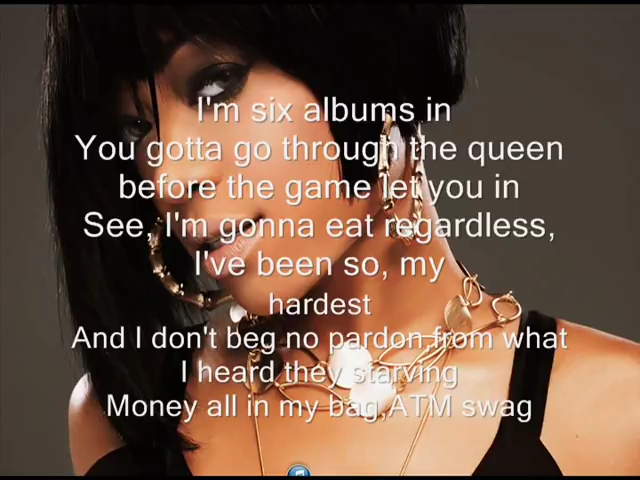 I'm six albums in
You gotta go through the queen
before the game let you in
See, I'm gonna eat regardless,
I've been so, my
hardest
And I don't beg no pardon,from what
I heard they starving
Money all in my bag,ATM swag